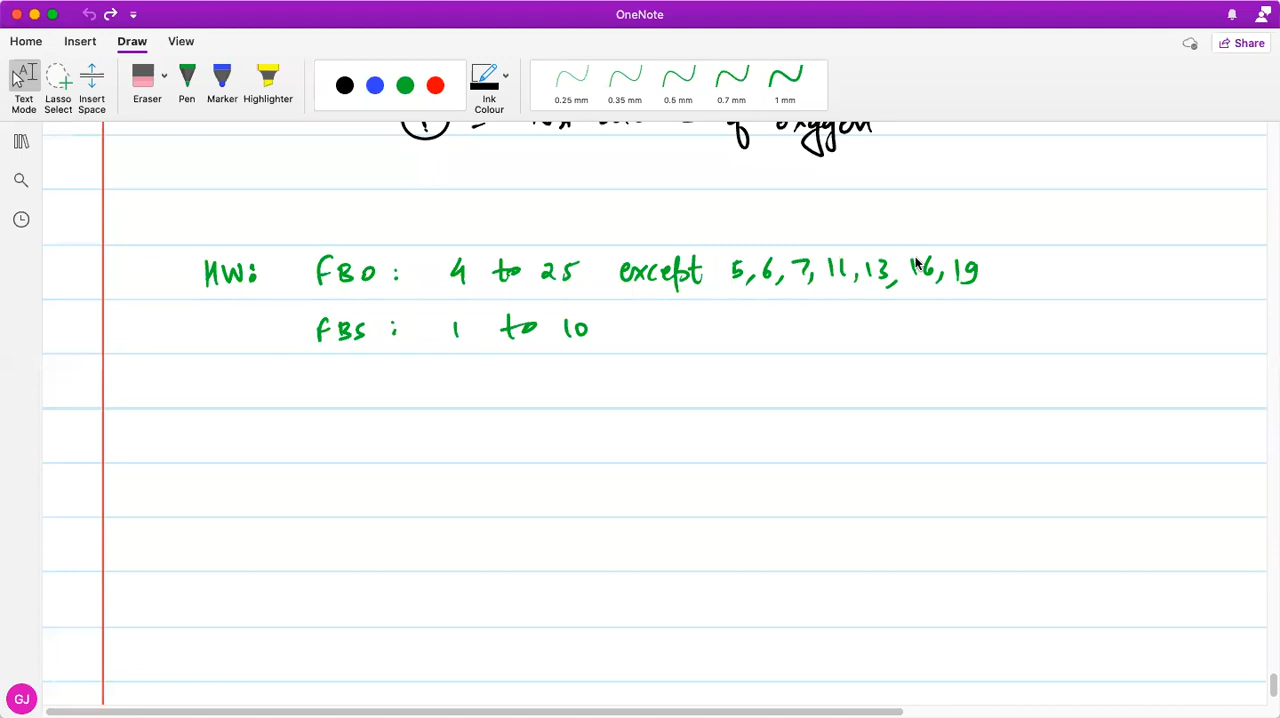 OneNote
Home Insert Draw View
Share
Text Mode
Lasso Select
Insert Space
Eraser
Pen
Marker
Highlighter
Ink Colour
0.25 mm 0.35 mm 0.5 mm 0.7 mm 1 mm
= of oxygen
HW: FBO : 4 to 25 except 5, 6, 7, 11, 13, 16, 19
FBS : 1 to 10
GJ